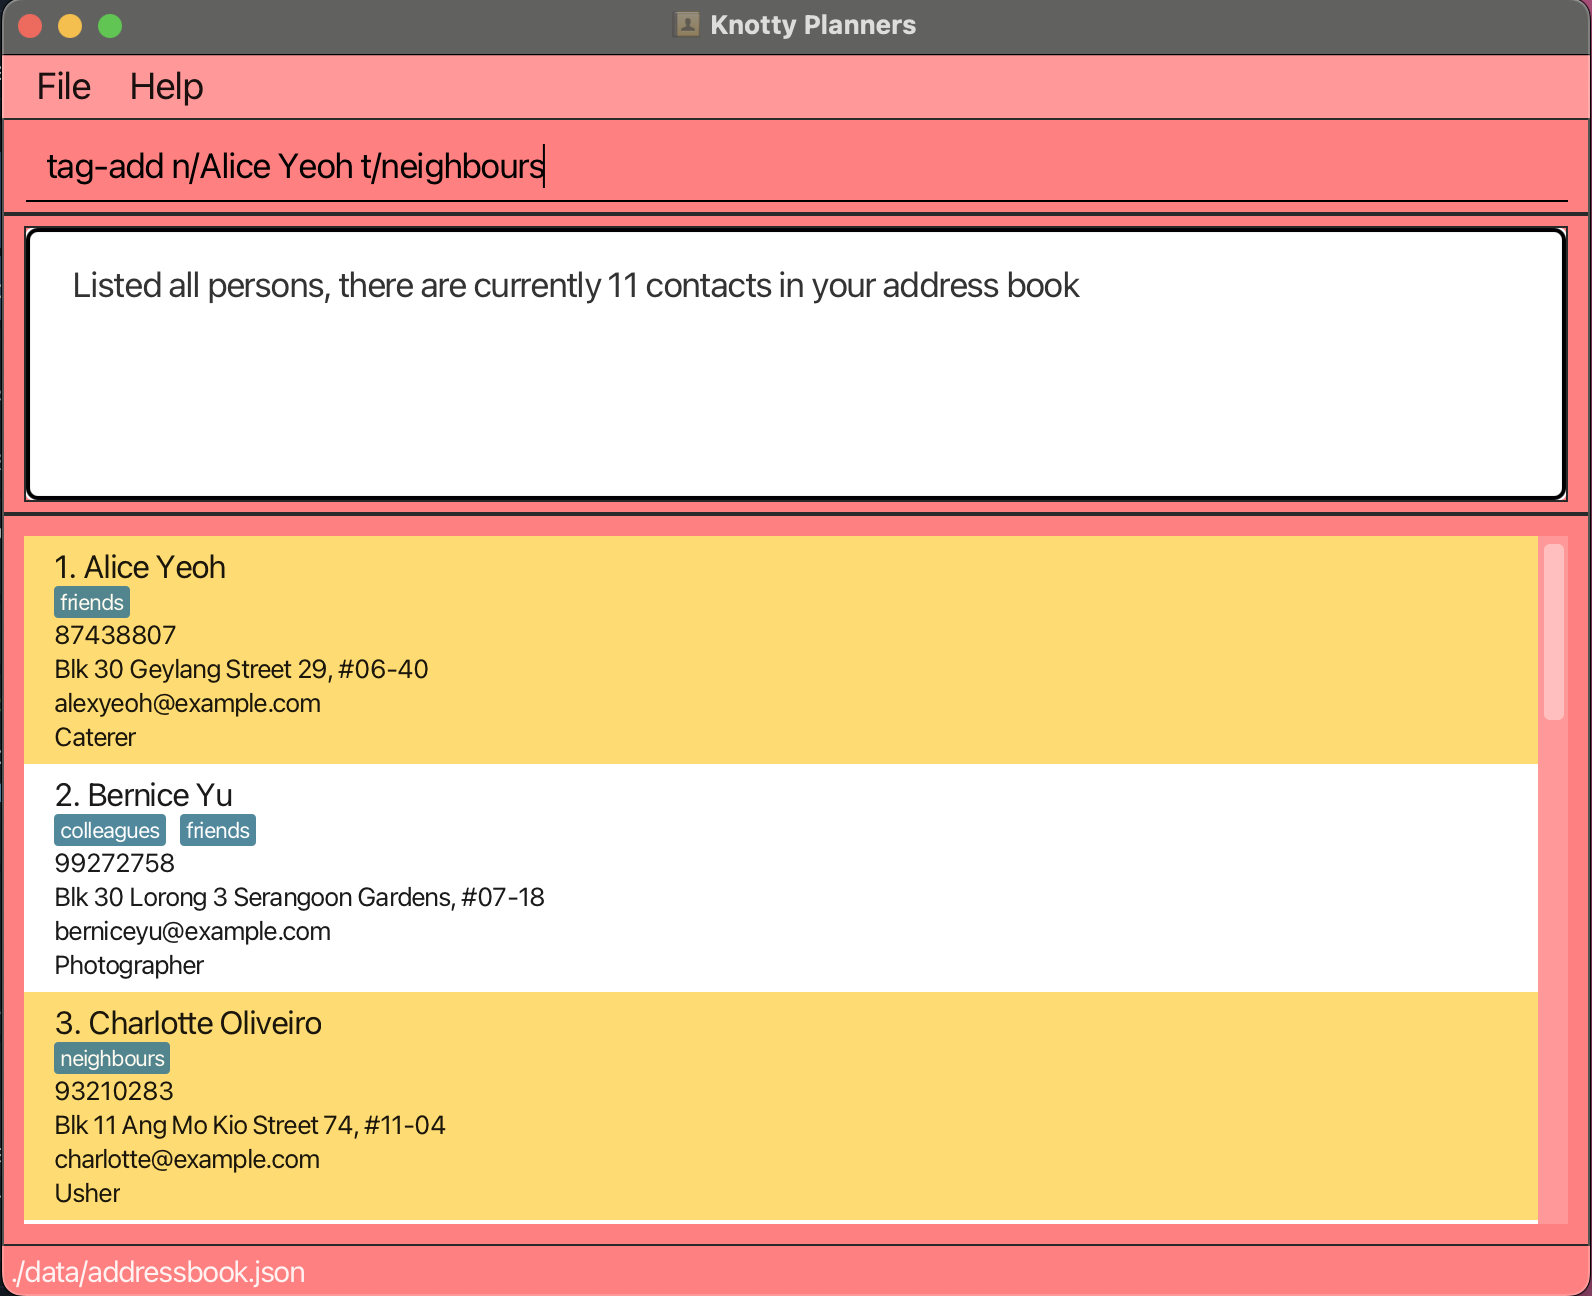 Knotty Planners
File Help
tag-add n/Alice Yeoh t/neighbours
Listed all persons, there are currently 11 contacts in your address book
1. Alice Yeoh
friends
87438807
Blk 30 Geylang Street 29, #06-40
alexyeoh@example.com
Caterer
2. Bernice Yu
colleagues friends
99272758
Blk 30 Lorong 3 Serangoon Gardens, #07-18
berniceyu@example.com
Photographer
3. Charlotte Oliveiro
neighbours
93210283
Blk 11 Ang Mo Kio Street 74, #11-04
charlotte@example.com
Usher
./data/addressbook.json